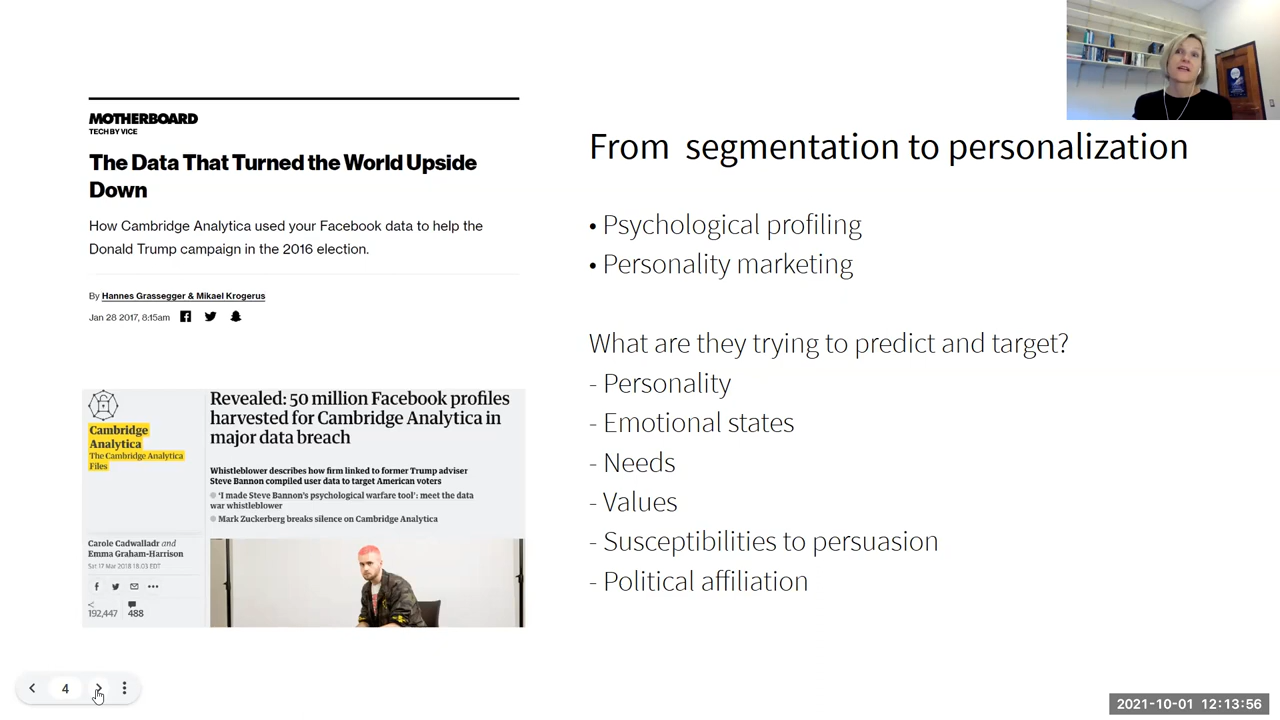 MOTHERBOARD
TECH BY VICE
The Data That Turned the World Upside
Down
How Cambridge Analytica used your Facebook data to help the
Donald Trump campaign in the 2016 election.
By Hannes Grassegger & Mikael Krogerus
Jan 28 2017, 8:15am
Cambridge
Analytica
The Cambridge Analytica
Files
Revealed: 50 million Facebook profiles
harvested for Cambridge Analytica in
major data breach
Whistleblower describes how firm linked to former Trump adviser
Steve Bannon compiled user data to target American voters
'I made Steve Bannon's psychological warfare tool': meet the data
war whistleblower
Mark Zuckerberg breaks silence on Cambridge Analytica
Carole Cadwalladr and
Emma Graham-Harrison
Sat 17 Mar 2018 18.03 EDT
192,447
488
From segmentation to personalization
• Psychological profiling
• Personality marketing
What are they trying to predict and target?
- Personality
- Emotional states
- Needs
- Values
- Susceptibilities to persuasion
- Political affiliation
4
2021-10-01 12:13:56